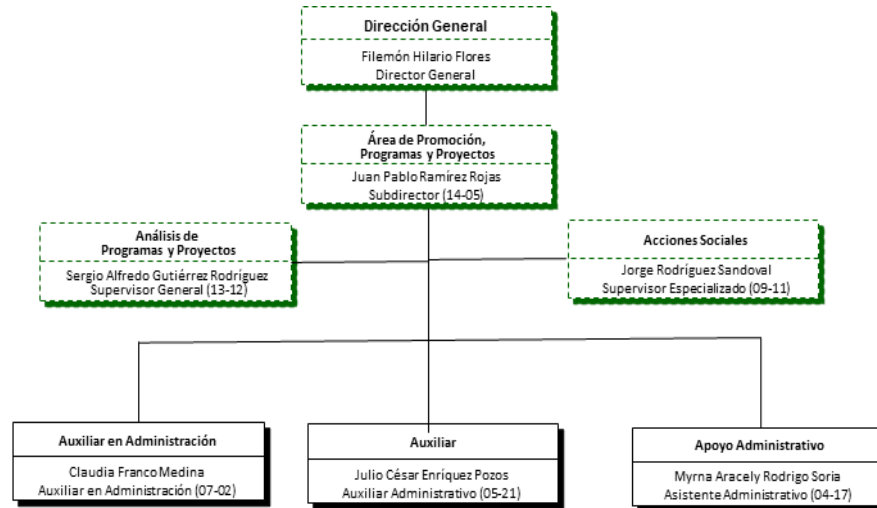 Dirección General
Filemón Hilario Flores
Director General
Área de Promoción,
Programas y Proyectos
Juan Pablo Ramírez Rojas
Subdirector (14-05)
Análisis de
Programas y Proyectos
Sergio Alfredo Gutiérrez Rodríguez
Supervisor General (13-12)
Acciones Sociales
Jorge Rodríguez Sandoval
Supervisor Especializado (09-11)
Auxiliar en Administración
Claudia Franco Medina
Auxiliar en Administración (07-02)
Auxiliar
Julio César Enríquez Pozos
Auxiliar Administrativo (05-21)
Apoyo Administrativo
Myrna Aracely Rodrigo Soria
Asistente Administrativo (04-17)